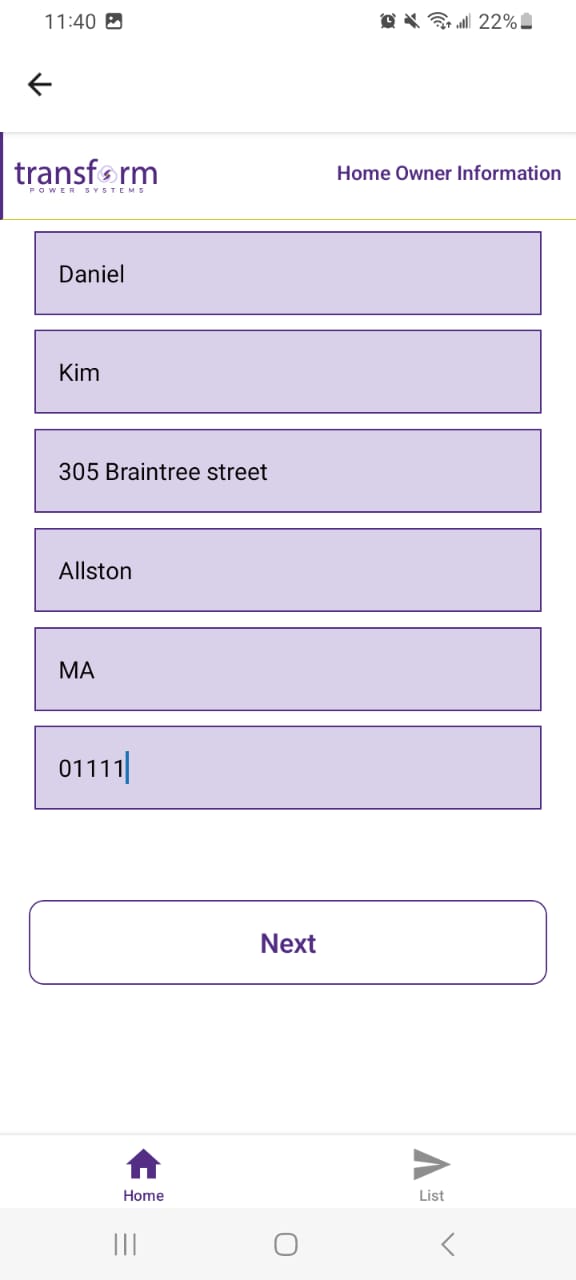 11:40
22%
transform
POWER SYSTEMS
Home Owner Information
Daniel
Kim
305 Braintree street
Allston
MA
01111
Next
Home
List